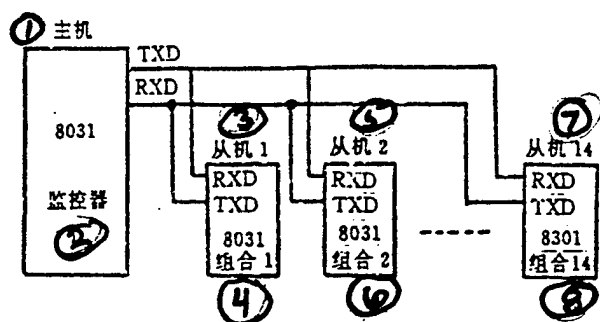 ① 主机
TXD
RXD
8031
监控器
②
③
从机 1
RXD
TXD
8031
组合 1
④
⑤
从机 2
RXD
TXD
8031
组合 2
⑥
⑦
从机 14
RXD
TXD
8301
组合 14
⑧